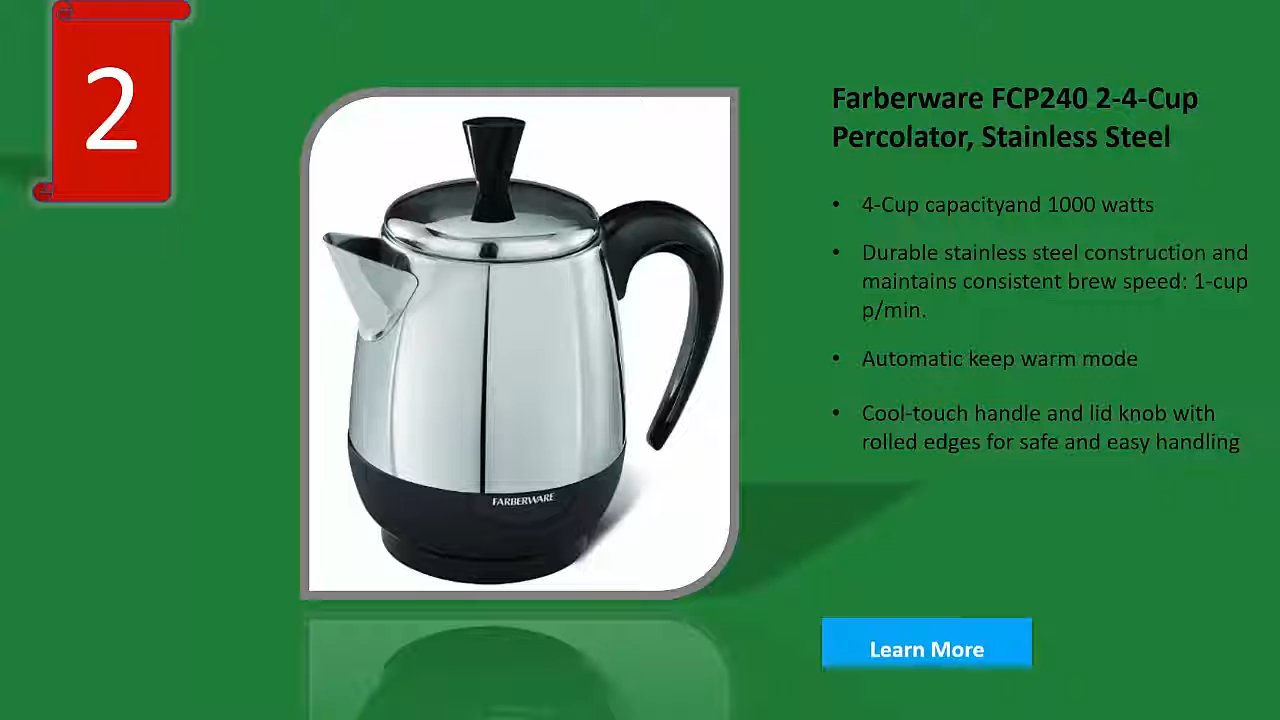 2
Farberware FCP240 2-4-Cup
Percolator, Stainless Steel
• 4-Cup capacityand 1000 watts
• Durable stainless steel construction and
maintains consistent brew speed: 1-cup
p/min.
• Automatic keep warm mode
• Cool-touch handle and lid knob with
rolled edges for safe and easy handling
FARBERWARE
Learn More